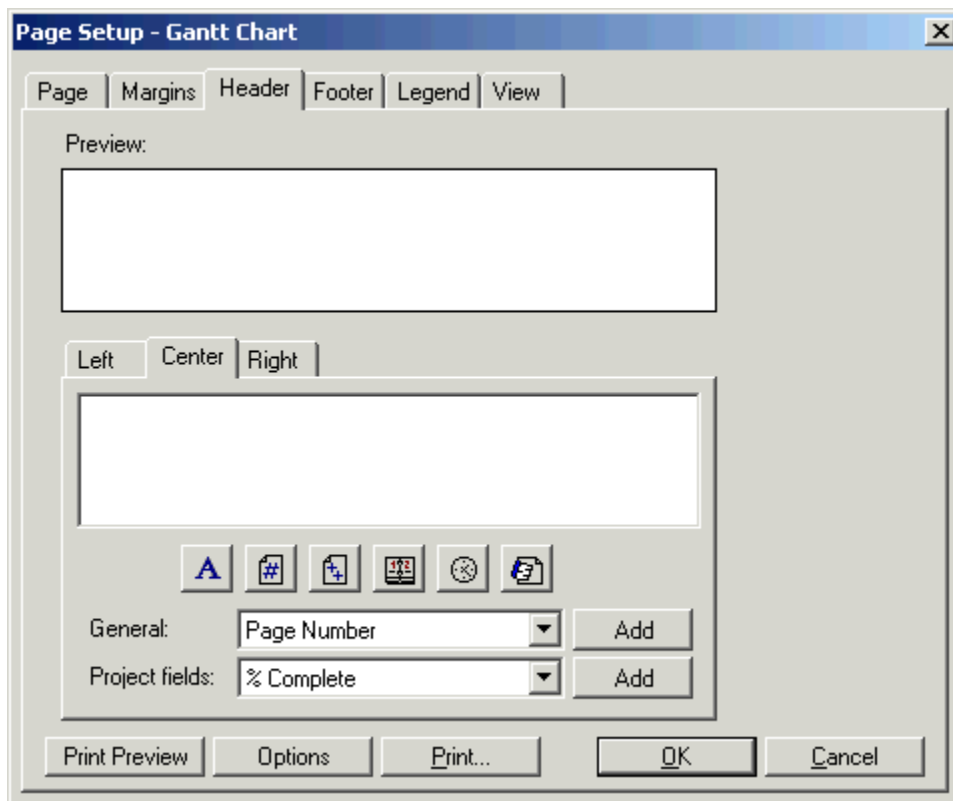 Page Setup - Gantt Chart
Page Margins Header Footer Legend View
Preview:
Left Center Right
A # 
General: Page Number Add
Project fields: % Complete Add
Print Preview Options Print... OK Cancel